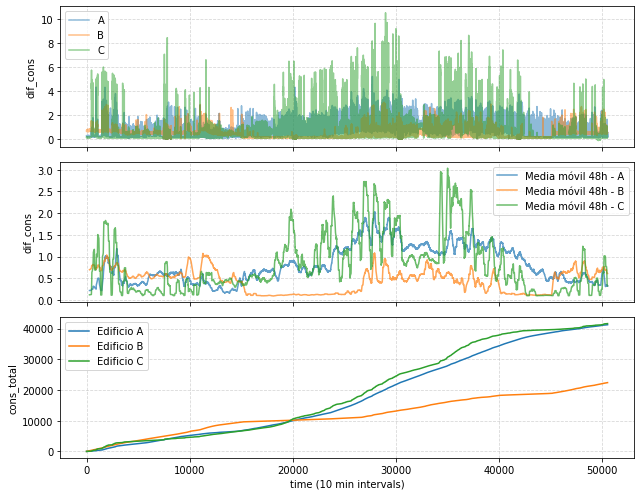 10
8
6
4
2
0
dif_cons
A
B
C
3.0
2.5
2.0
1.5
1.0
0.5
0.0
dif_cons
Media móvil 48h - A
Media móvil 48h - B
Media móvil 48h - C
40000
30000
20000
10000
0
cons_total
Edificio A
Edificio B
Edificio C
0 10000 20000 30000 40000 50000
time (10 min intervals)